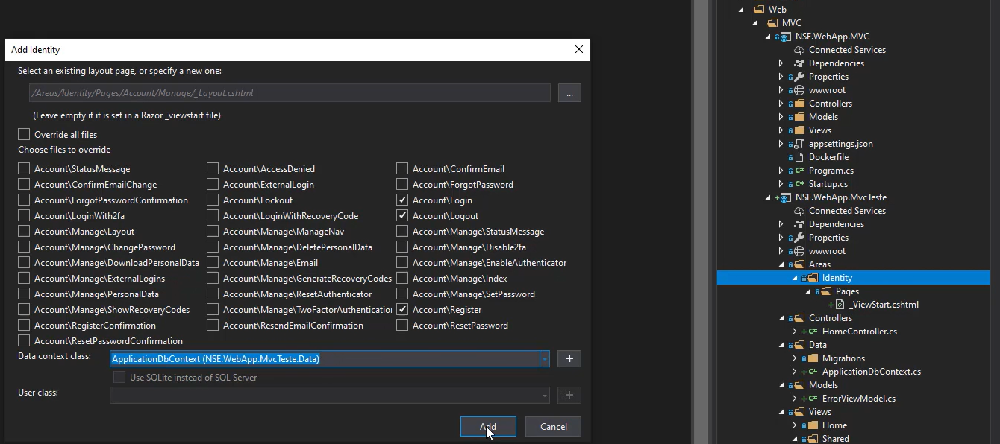 Add Identity
Select an existing layout page, or specify a new one:
/Areas/Identity/Pages/Account/Manage/_Layout.cshtml
...
(Leave empty if it is set in a Razor _viewstart file)
Override all files
Choose files to override
Account\StatusMessage Account\AccessDenied Account\ConfirmEmail
Account\ConfirmEmailChange Account\ExternalLogin Account\ForgotPassword
Account\ForgotPasswordConfirmation Account\Lockout Account\Login
Account\LoginWith2fa Account\LoginWithRecoveryCode Account\Logout
Account\Manage\Layout Account\Manage\ManageNav Account\Manage\StatusMessage
Account\Manage\ChangePassword Account\Manage\DeletePersonalData Account\Manage\Disable2fa
Account\Manage\DownloadPersonalData Account\Manage\Email Account\Manage\EnableAuthenticator
Account\Manage\ExternalLogins Account\Manage\GenerateRecoveryCodes Account\Manage\Index
Account\Manage\PersonalData Account\Manage\ResetAuthenticator Account\Manage\SetPassword
Account\Manage\ShowRecoveryCodes Account\Manage\TwoFactorAuthentication Account\Register
Account\RegisterConfirmation Account\ResendEmailConfirmation Account\ResetPassword
Account\ResetPasswordConfirmation
Data context class: ApplicationDbContext (NSE.WebApp.MvcTeste.Data)
Use SQLite instead of SQL Server
User class:
Add Cancel
Web
MVC
NSE.WebApp.MVC
Connected Services
Dependencies
Properties
wwwroot
Controllers
Models
Views
appsettings.json
Dockerfile
C# Program.cs
C# Startup.cs
NSE.WebApp.MvcTeste
Connected Services
Dependencies
Properties
wwwroot
Areas
Identity
Pages
_ViewStart.cshtml
Controllers
C# HomeController.cs
Data
Migrations
C# ApplicationDbContext.cs
Models
C# ErrorViewModel.cs
Views
Home
Shared